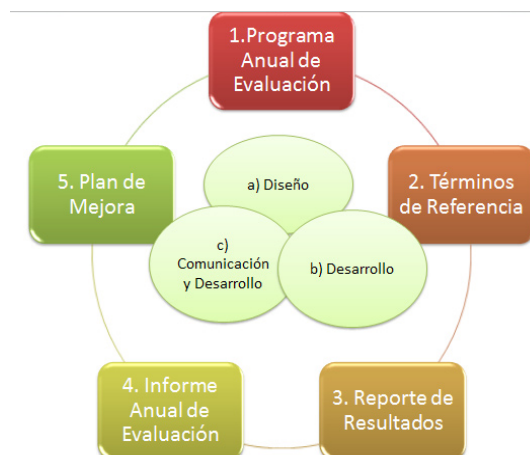 1.Programa
Anual de
Evaluación
2. Términos
de Referencia
3. Reporte de
Resultados
4. Informe
Anual de
Evaluación
5. Plan de
Mejora
a) Diseño
b) Desarrollo
c)
Comunicación
y Desarrollo